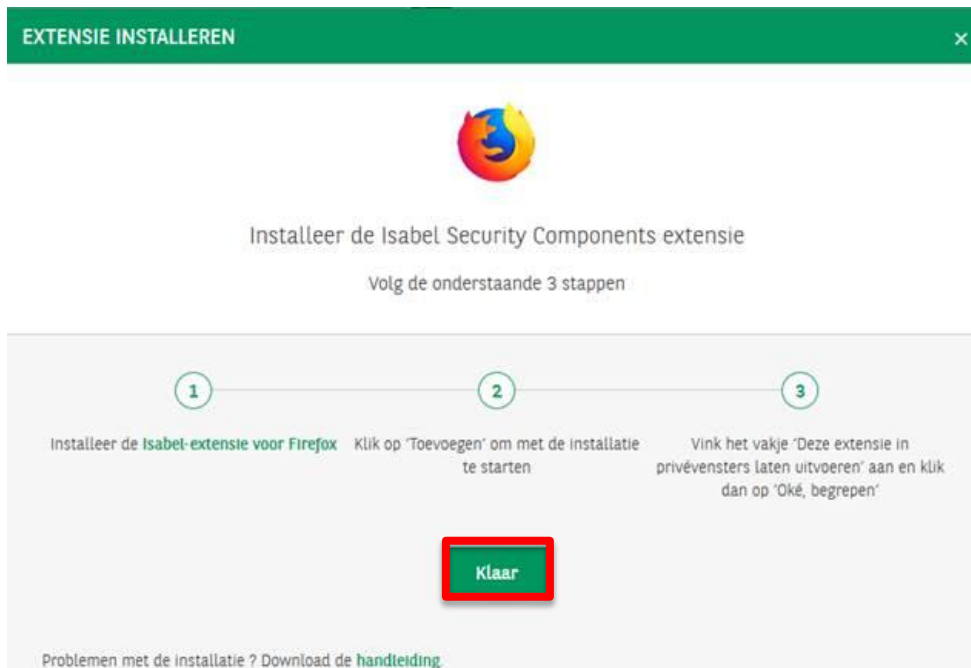 EXTENSIE INSTALLEREN ×
Installeer de Isabel Security Components extensie
Volg de onderstaande 3 stappen
1
Installeer de Isabel-extensie voor Firefox
2
Klik op 'Toevoegen' om met de installatie
te starten
3
Vink het vakje 'Deze extensie in
privévensters laten uitvoeren' aan en klik
dan op 'Oké, begrepen'
Klaar
Problemen met de installatie ? Download de handleiding.